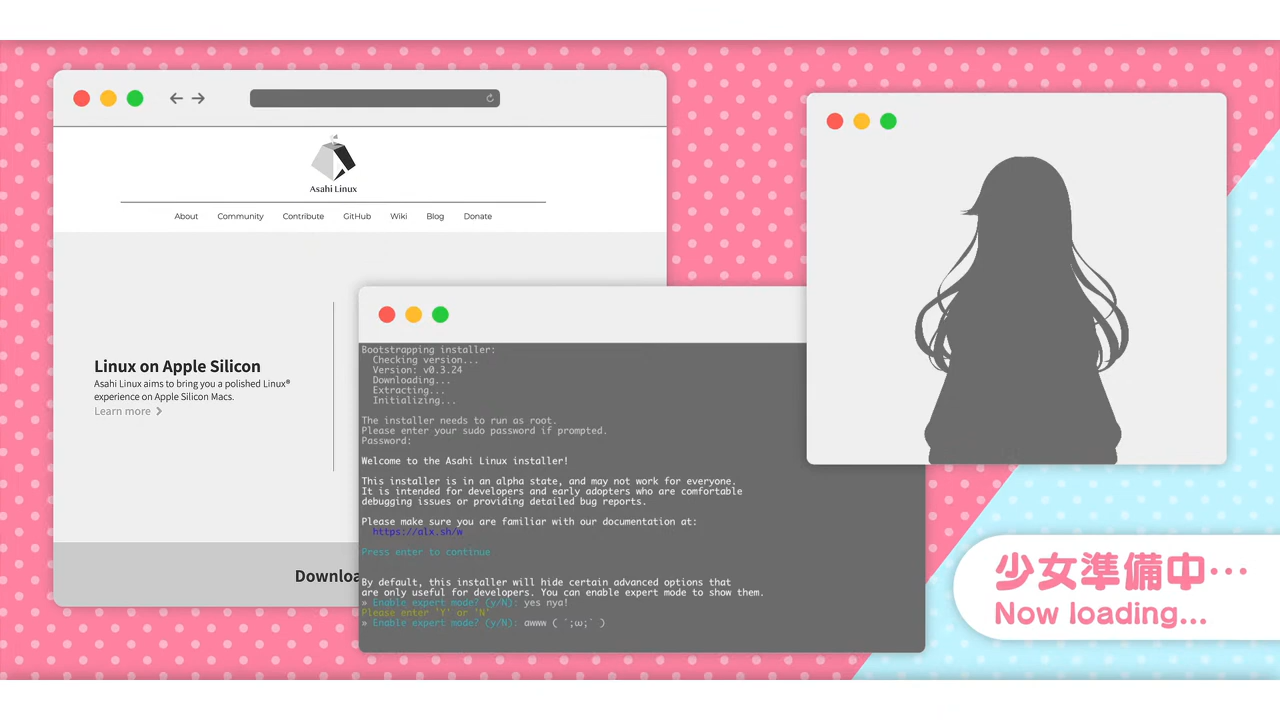 Asahi Linux
About Community Contribute GitHub Wiki Blog Donate
Linux on Apple Silicon
Asahi Linux aims to bring you a polished Linux®
experience on Apple Silicon Macs.
Learn more
Downloa
Bootstrapping installer:
Checking version...
Version: v0.3.24
Downloading...
Extracting...
Initializing...
The installer needs to run as root.
Please enter your sudo password if prompted.
Password:
Welcome to the Asahi Linux installer!
This installer is in an alpha state, and may not work for everyone.
It is intended for developers and early adopters who are comfortable
debugging issues or providing detailed bug reports.
Please make sure you are familiar with our documentation at:
https://alx.sh/w
Press enter to continue
By default, this installer will hide certain advanced options that
are only useful for developers. You can enable expert mode to show them.
» Enable expert mode? (y/N): yes nya!
Please enter 'Y' or 'N'
» Enable expert mode? (y/N): awww ( ´;ω;` )
少女準備中…
Now loading...